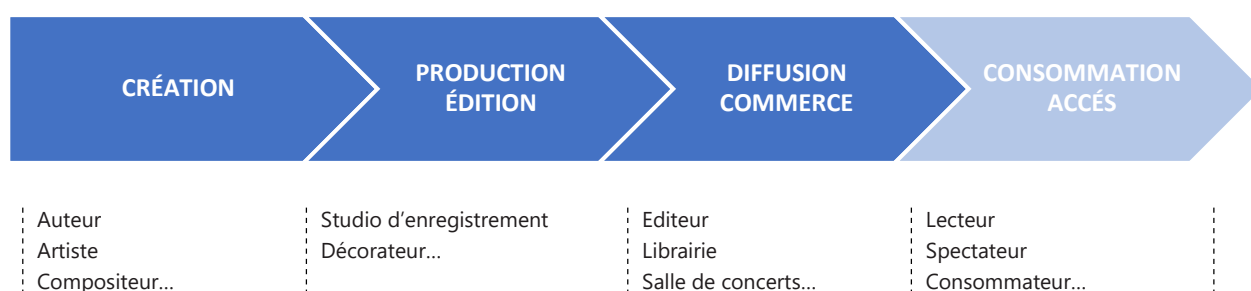 CRÉATION
PRODUCTION
ÉDITION
DIFFUSION
COMMERCE
CONSOMMATION
ACCÉS
Auteur
Artiste
Compositeur...
Studio d'enregistrement
Décorateur...
Editeur
Librairie
Salle de concerts...
Lecteur
Spectateur
Consommateur...